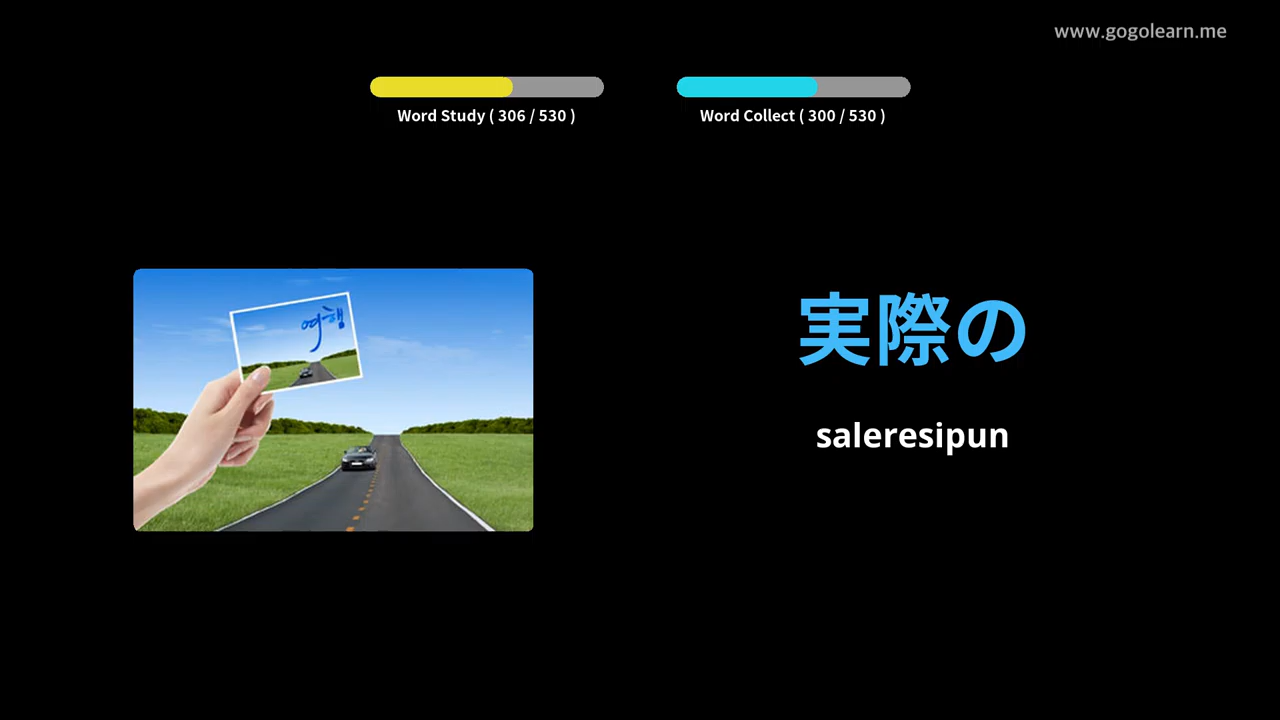 www.gogolearn.me
Word Study ( 306 / 530 )
Word Collect ( 300 / 530 )
여행
実際の
saleresipun